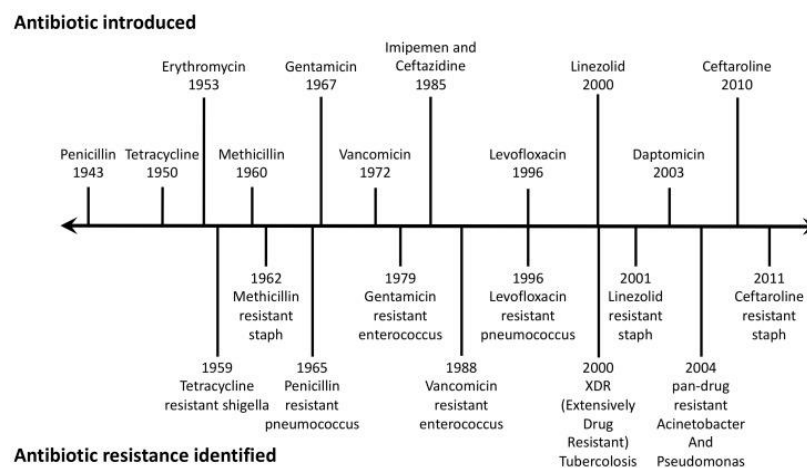 Antibiotic introduced
Imipemen and
Ceftazidine
1985
Erythromycin
1953
Gentamicin
1967
Linezolid
2000
Ceftaroline
2010
Penicillin
1943
Tetracycline
1950
Methicillin
1960
Vancomicin
1972
Levofloxacin
1996
Daptomicin
2003
1962
Methicillin
resistant
staph
1979
Gentamicin
resistant
enterococcus
1996
Levofloxacin
resistant
pneumococcus
2001
Linezolid
resistant
staph
2011
Ceftaroline
resistant
staph
1959
Tetracycline
resistant shigella
1965
Penicillin
resistant
pneumococcus
1988
Vancomicin
resistant
enterococcus
2000
XDR
(Extensively
Drug
Resistant)
Tubercolosis
2004
pan-drug
resistant
Acinetobacter
And
Pseudomonas
Antibiotic resistance identified